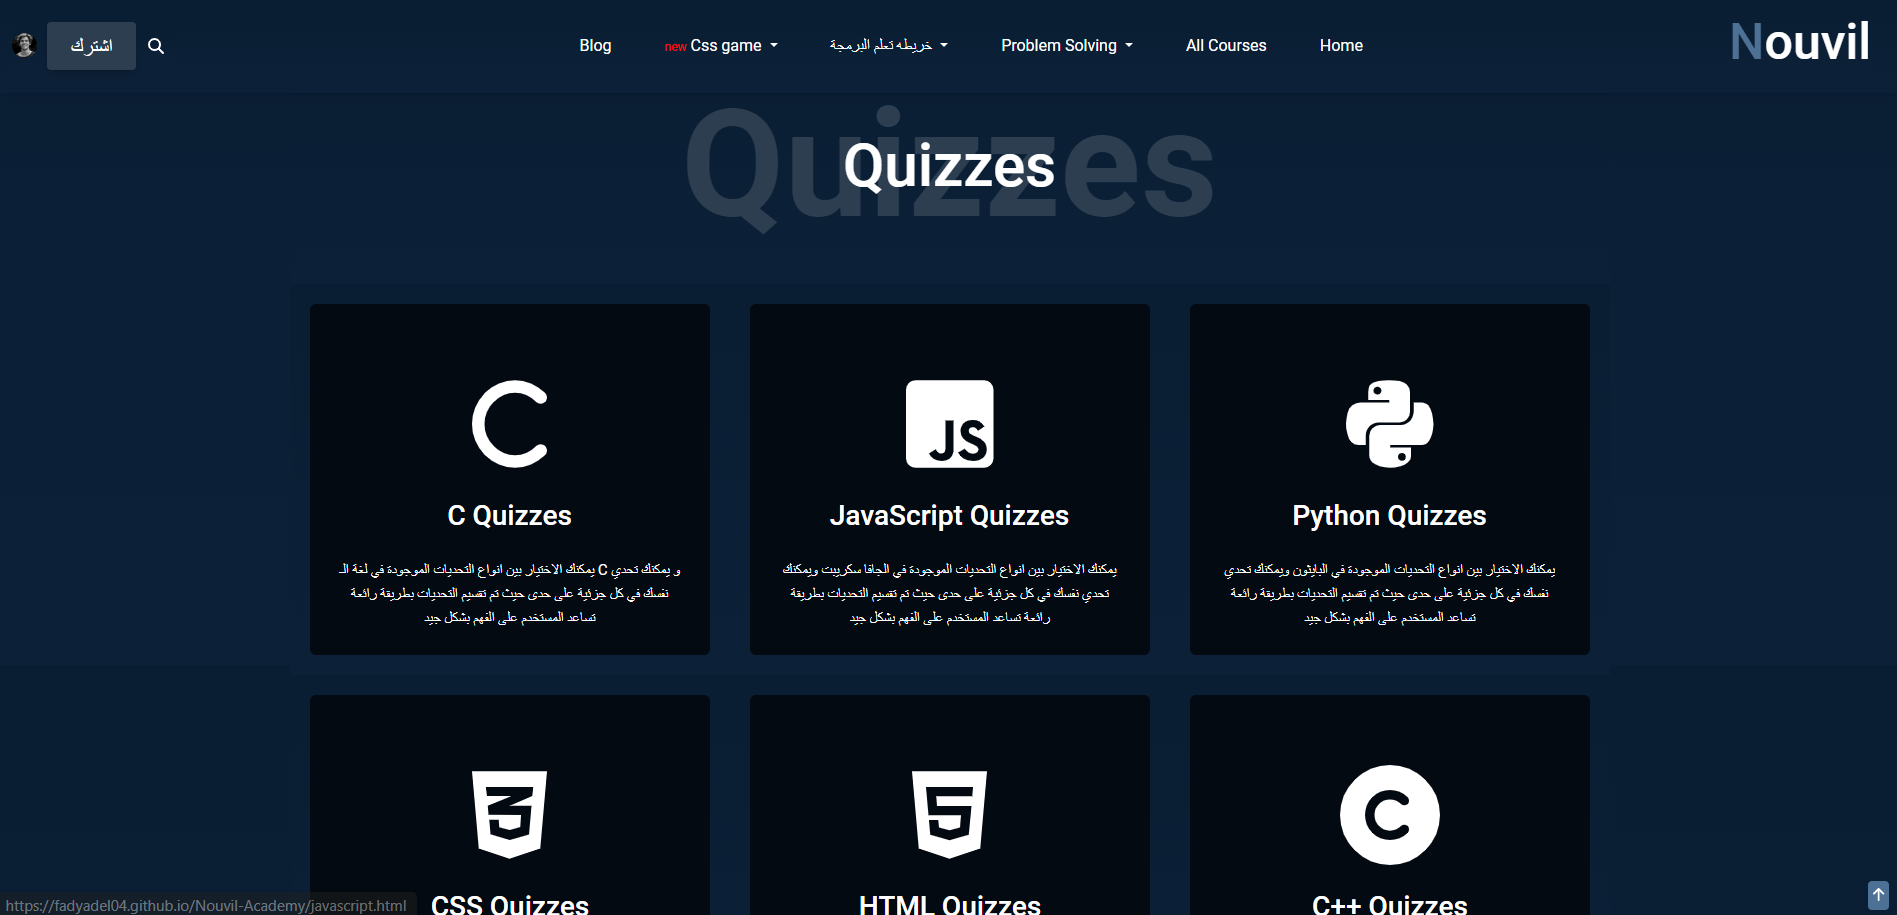 اشترك
Blog
new Css game
خريطه تعلم البرمجة
Problem Solving
All Courses
Home
Nouvil
Quizzes
Quizzes
JS
C Quizzes
يمكنك الاختيار بين انواع التحديات الموجودة في لغة الـ C و يمكنك تحدي
نفسك في كل جزئية على حدى حيث تم تقسيم التحديات بطريقة رائعة
تساعد المستخدم على الفهم بشكل جيد
JavaScript Quizzes
يمكنك الاختيار بين انواع التحديات الموجودة في الجافا سكريبت ويمكنك
تحدي نفسك في كل جزئية على حدى حيث تم تقسيم التحديات بطريقة
رائعة تساعد المستخدم على الفهم بشكل جيد
Python Quizzes
يمكنك الاختيار بين انواع التحديات الموجودة في البايثون ويمكنك تحدي
نفسك في كل جزئية على حدى حيث تم تقسيم التحديات بطريقة رائعة
تساعد المستخدم على الفهم بشكل جيد
CSS Quizzes
HTML Quizzes
C++ Quizzes
https://fadyadel04.github.io/Nouvil-Academy/javascript.html